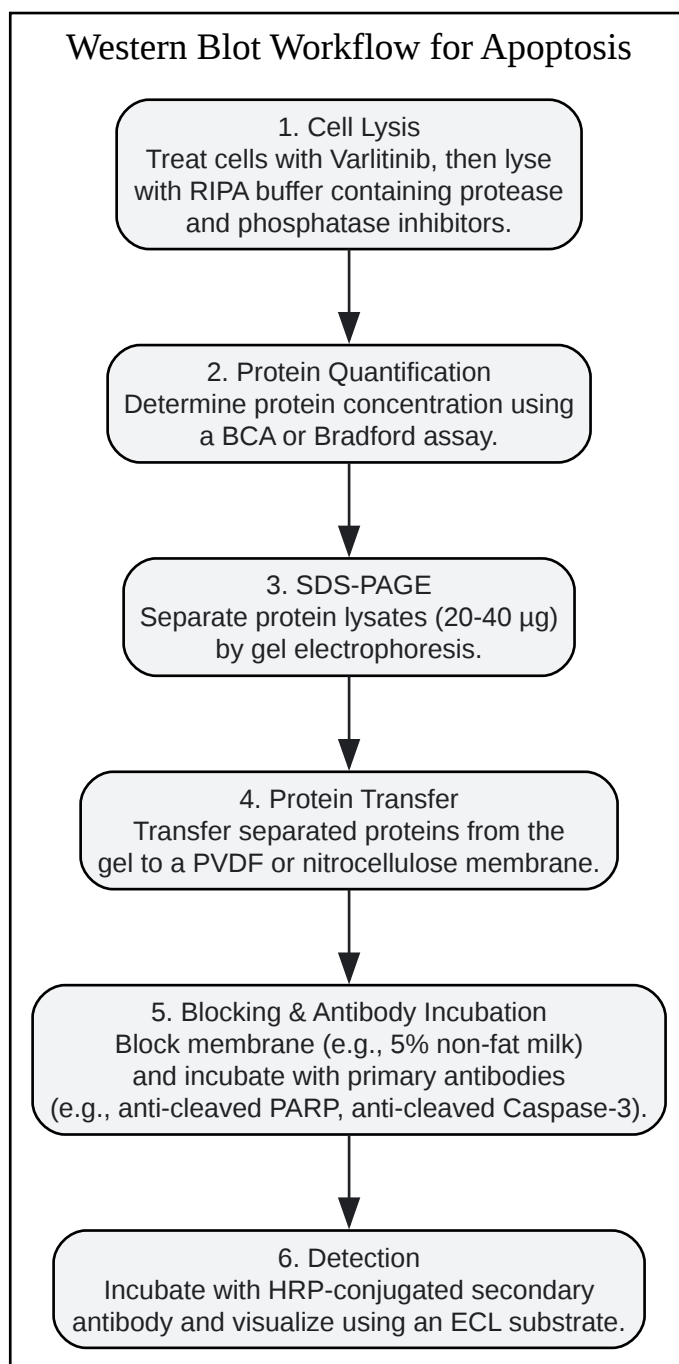 Western Blot Workflow for Apoptosis
1. Cell Lysis
Treat cells with Varlitinib, then lyse
with RIPA buffer containing protease
and phosphatase inhibitors.
2. Protein Quantification
Determine protein concentration using
a BCA or Bradford assay.
3. SDS-PAGE
Separate protein lysates (20-40 µg)
by gel electrophoresis.
4. Protein Transfer
Transfer separated proteins from the
gel to a PVDF or nitrocellulose membrane.
5. Blocking & Antibody Incubation
Block membrane (e.g., 5% non-fat milk)
and incubate with primary antibodies
(e.g., anti-cleaved PARP, anti-cleaved Caspase-3).
6. Detection
Incubate with HRP-conjugated secondary
antibody and visualize using an ECL substrate.